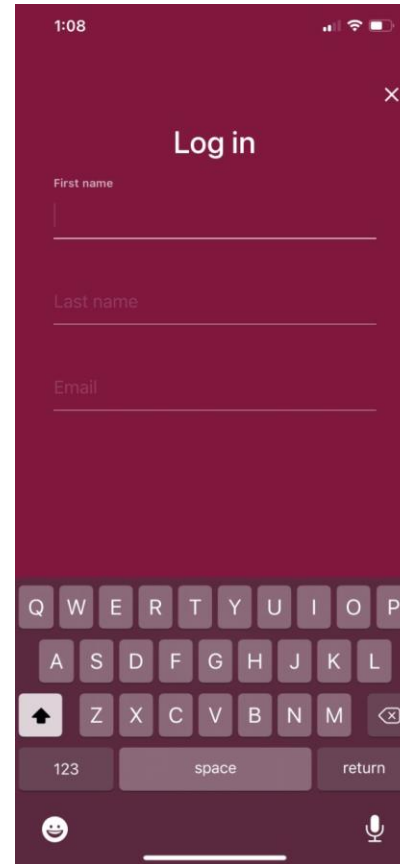 1:08
Log in
First name
Last name
Email
Q W E R T Y U I O P
A S D F G H J K L
Z X C V B N M
123 space return